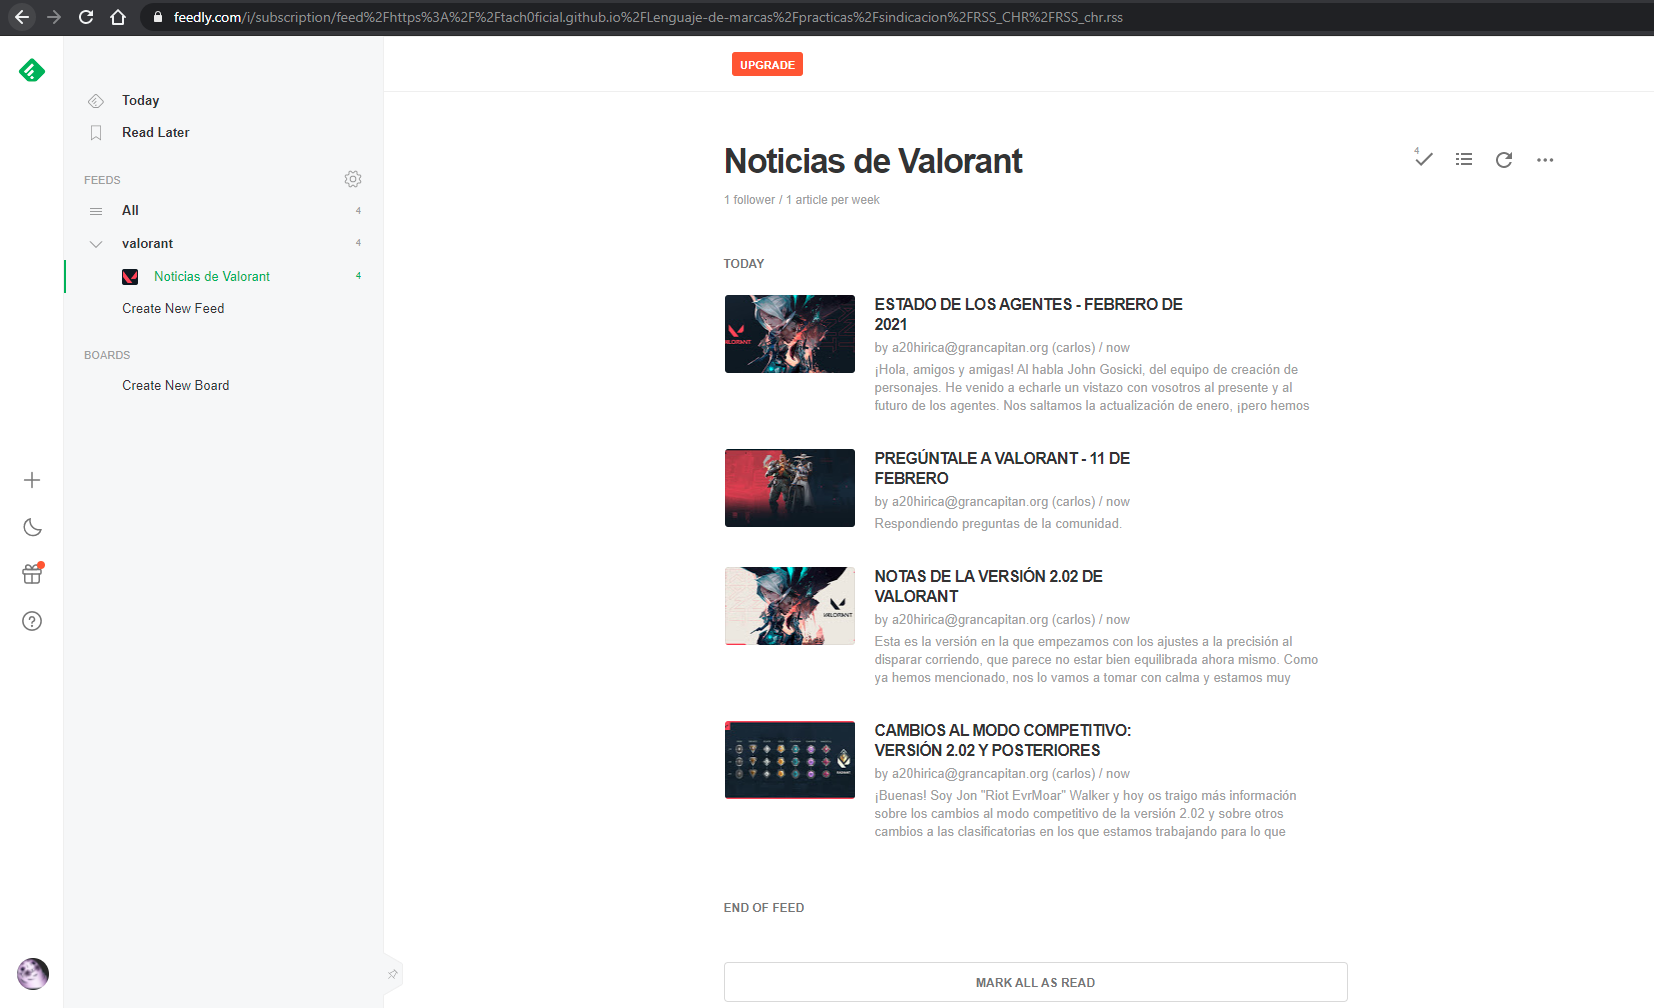 feedly.com/i/subscription/feed%2Fhttps%3A%2F%2Ftach0ficial.github.io%2FLenguaje-de-marcas%2Fpracticas%2Fsindicacion%2FRSS_CHR%2FRSS_chr.rss
UPGRADE
Today
Read Later
FEEDS
All 4
valorant 4
Noticias de Valorant 4
Create New Feed
BOARDS
Create New Board
Noticias de Valorant
4
1 follower / 1 article per week
TODAY
ESTADO DE LOS AGENTES - FEBRERO DE
2021
by a20hirica@grancapitan.org (carlos) / now
¡Hola, amigos y amigas! Al habla John Gosicki, del equipo de creación de
personajes. He venido a echarle un vistazo con vosotros al presente y al
futuro de los agentes. Nos saltamos la actualización de enero, ¡pero hemos
PREGÚNTALE A VALORANT - 11 DE
FEBRERO
by a20hirica@grancapitan.org (carlos) / now
Respondiendo preguntas de la comunidad.
VALORANT
NOTAS DE LA VERSIÓN 2.02 DE
VALORANT
by a20hirica@grancapitan.org (carlos) / now
Esta es la versión en la que empezamos con los ajustes a la precisión al
disparar corriendo, que parece no estar bien equilibrada ahora mismo. Como
ya hemos mencionado, nos lo vamos a tomar con calma y estamos muy
CAMBIOS AL MODO COMPETITIVO:
VERSIÓN 2.02 Y POSTERIORES
by a20hirica@grancapitan.org (carlos) / now
¡Buenas! Soy Jon "Riot EvrMoar" Walker y hoy os traigo más información
sobre los cambios al modo competitivo de la versión 2.02 y sobre otros
cambios a las clasificatorias en los que estamos trabajando para lo que
END OF FEED
MARK ALL AS READ